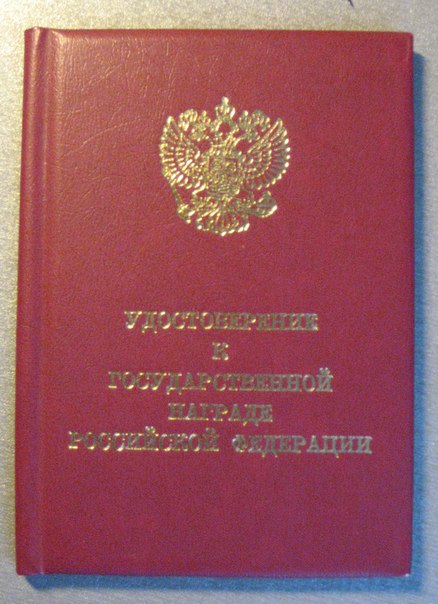 УДОСТОВЕРЕНИЕ
К
ГОСУДАРСТВЕННОЙ
НАГРАДЕ
РОССИЙСКОЙ ФЕДЕРАЦИИ